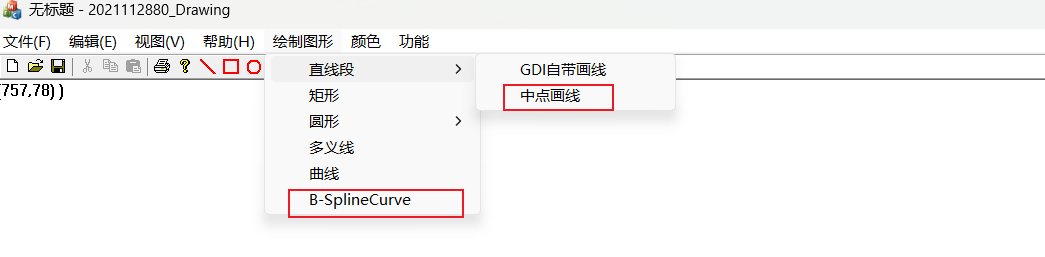 无标题 - 2021112880_Drawing
文件(F) 编辑(E) 视图(V) 帮助(H) 绘制图形 颜色 功能
直线段 GDI自带画线
757,78) )
矩形 中点画线
圆形
多义线
曲线
B-SplineCurve